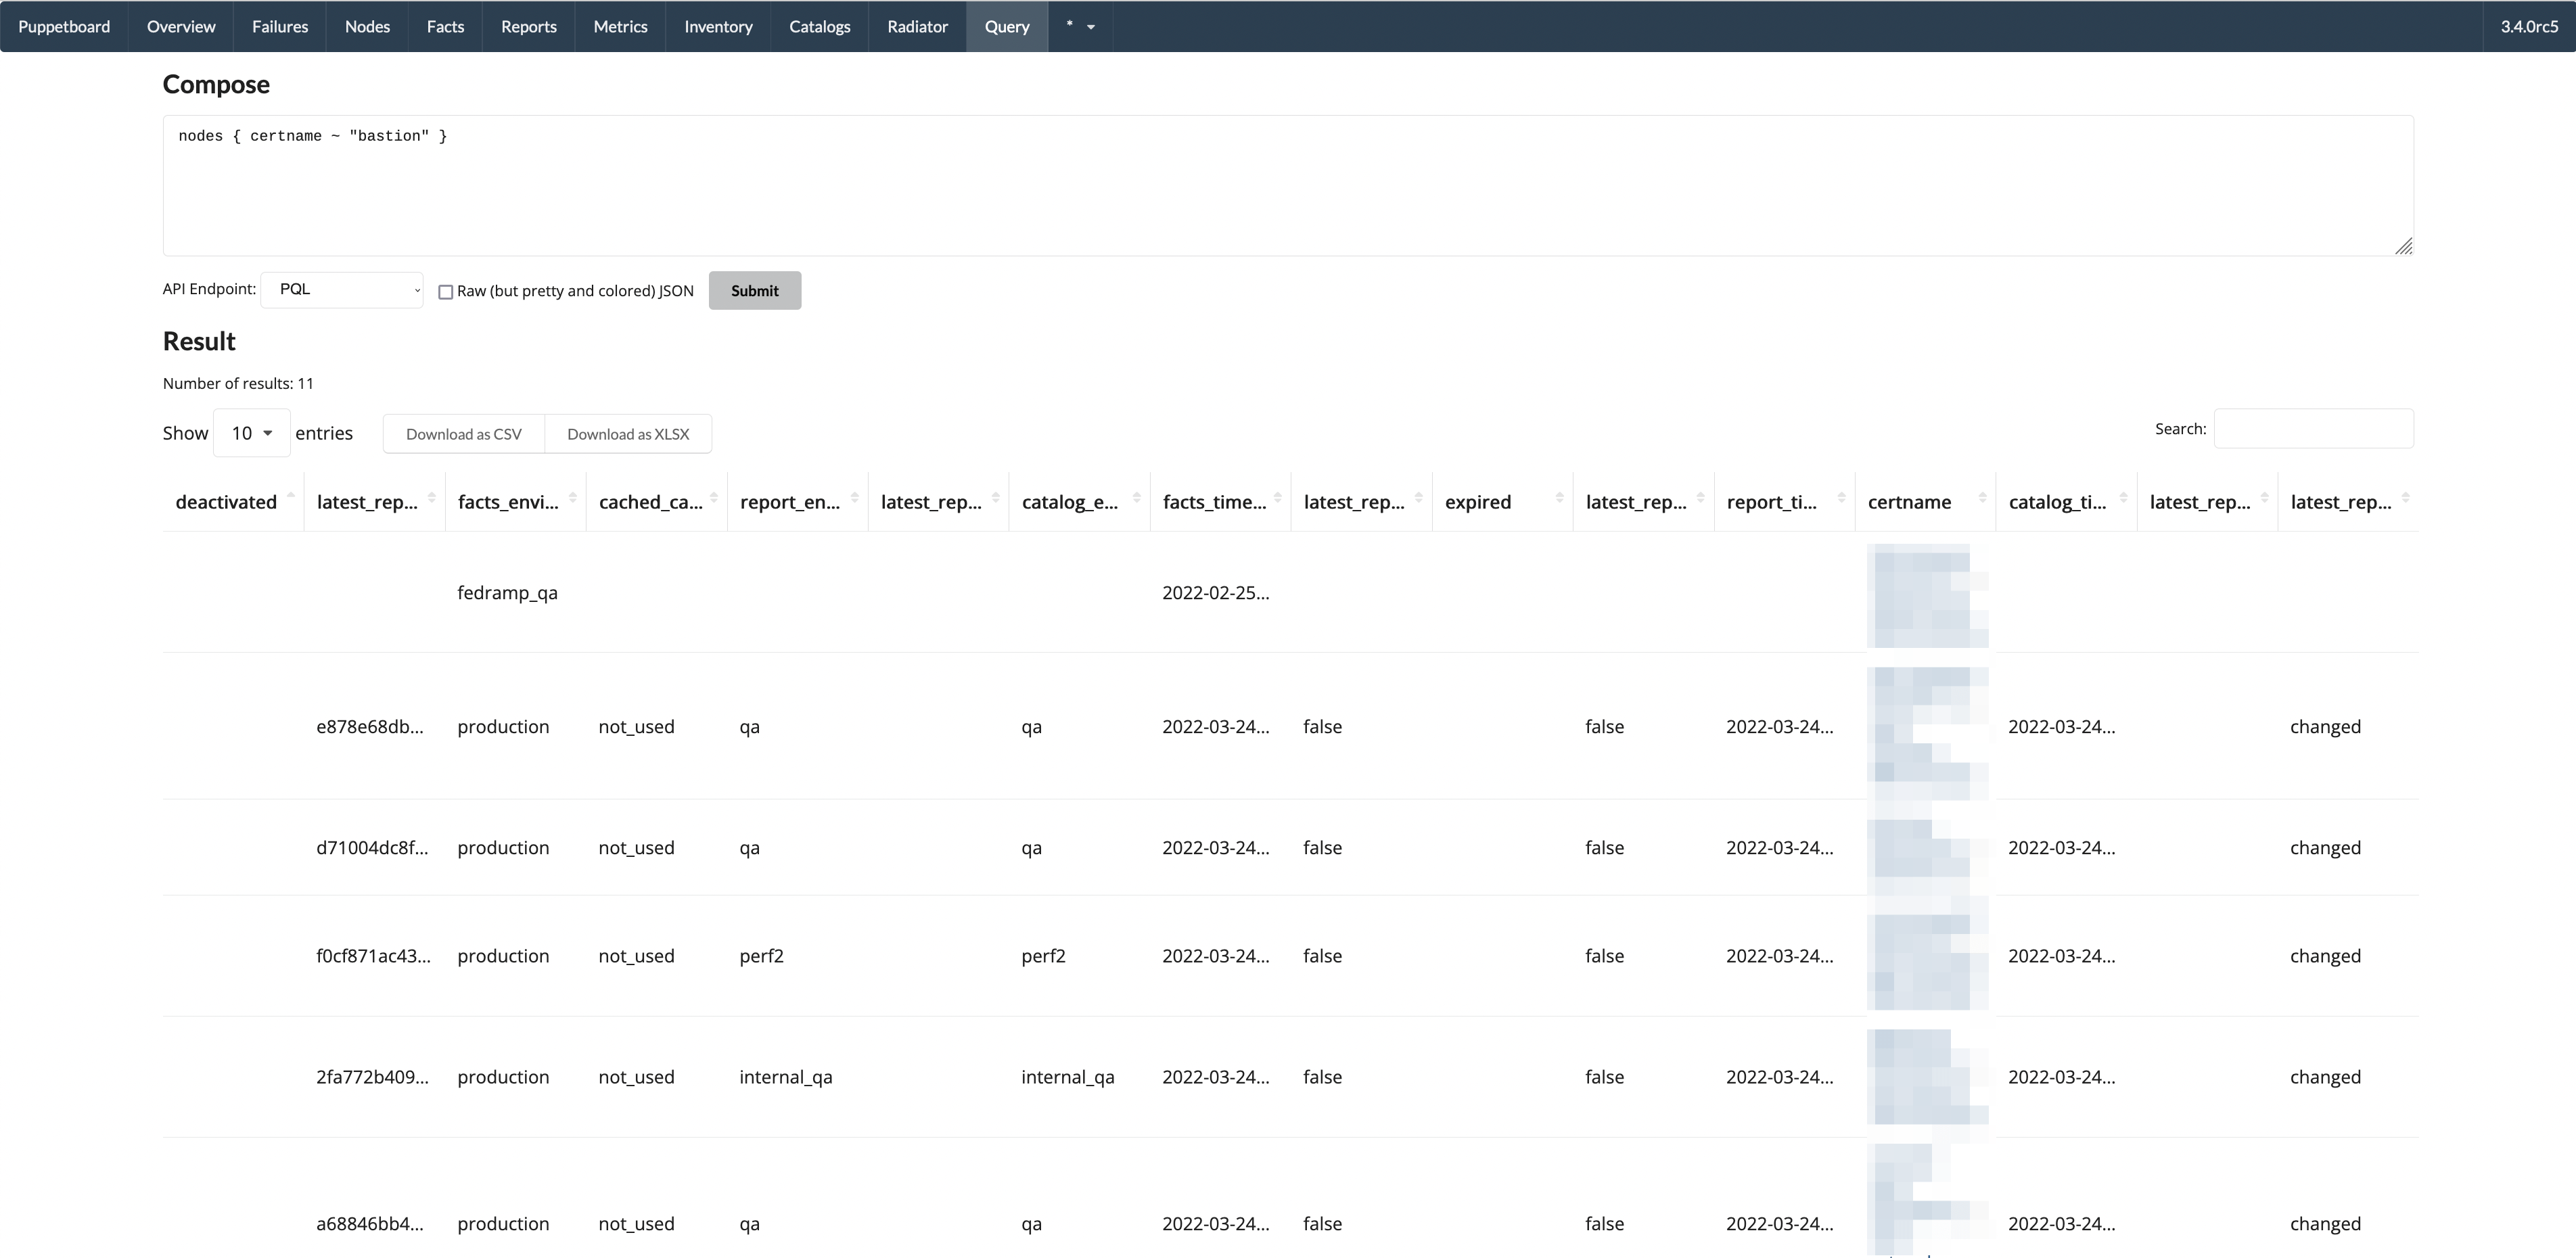 Puppetboard Overview Failures Nodes Facts Reports Metrics Inventory Catalogs Radiator Query * 3.4.0rc5
Compose
nodes { certname ~ "bastion" }
API Endpoint: PQL Raw (but pretty and colored) JSON Submit
Result
Number of results: 11
Show 10 entries Download as CSV Download as XLSX Search:
deactivated latest_rep... facts_envi... cached_ca... report_en... latest_rep... catalog_e... facts_time... latest_rep... expired latest_rep... report_ti... certname catalog_ti... latest_rep... latest_rep...
fedramp_qa 2022-02-25...
e878e68db... production not_used qa qa 2022-03-24... false false 2022-03-24... 2022-03-24... changed
d71004dc8f... production not_used qa qa 2022-03-24... false false 2022-03-24... 2022-03-24... changed
f0cf871ac43... production not_used perf2 perf2 2022-03-24... false false 2022-03-24... 2022-03-24... changed
2fa772b409... production not_used internal_qa internal_qa 2022-03-24... false false 2022-03-24... 2022-03-24... changed
a68846bb4... production not_used qa qa 2022-03-24... false false 2022-03-24... 2022-03-24... changed